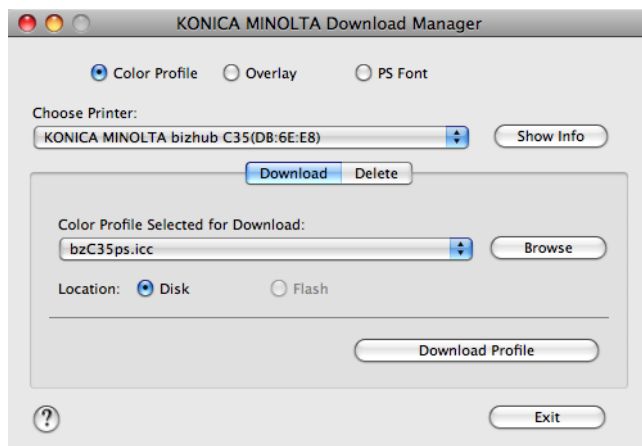 KONICA MINOLTA Download Manager
Color Profile Overlay PS Font
Choose Printer:
KONICA MINOLTA bizhub C35(DB:6E:E8) Show Info
Download Delete
Color Profile Selected for Download:
bzC35ps.icc Browse
Location: Disk Flash
Download Profile
? Exit